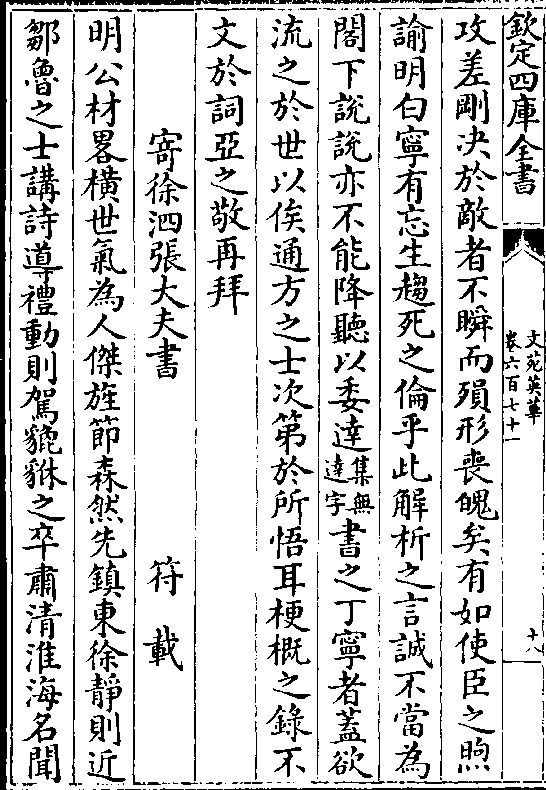 欽定四庫全書
文苑英華
卷六百七十一
十八
攻差剛决於敵者不瞬而殞形喪魄矣有如使臣之煦
諭明白寧有忘生趨死之倫乎此解析之言誠不當為
閣下説説亦不能降聽以委逹集無逹字書之丁寧者蓋欲
流之於世以俟通方之士次第於所悟耳梗概之錄不
文於詞亞之敬再拜
寄徐泗張大夫書 符載
明公材畧橫世氣為人傑旌節森然先鎮東徐靜則近
鄒魯之士講詩導禮動則駕貔貅之卒肅清淮海名聞